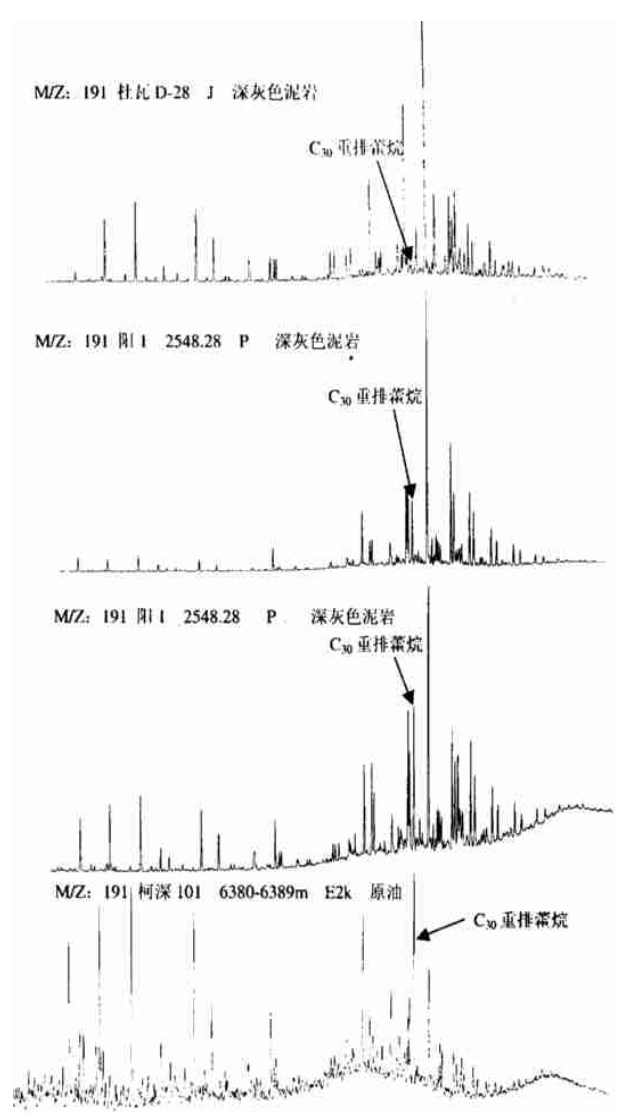 M/Z: 191 杜瓦 D-28 J 深灰色泥岩
C₃₀ 重排藿烷
M/Z: 191 阳 1 2548.28 P 深灰色泥岩
C₃₀ 重排藿烷
M/Z: 191 阳 1 2548.28 P 深灰色泥岩
C₃₀ 重排藿烷
M/Z: 191 柯深 101 6380-6389m E2k 原油
C₃₀ 重排藿烷